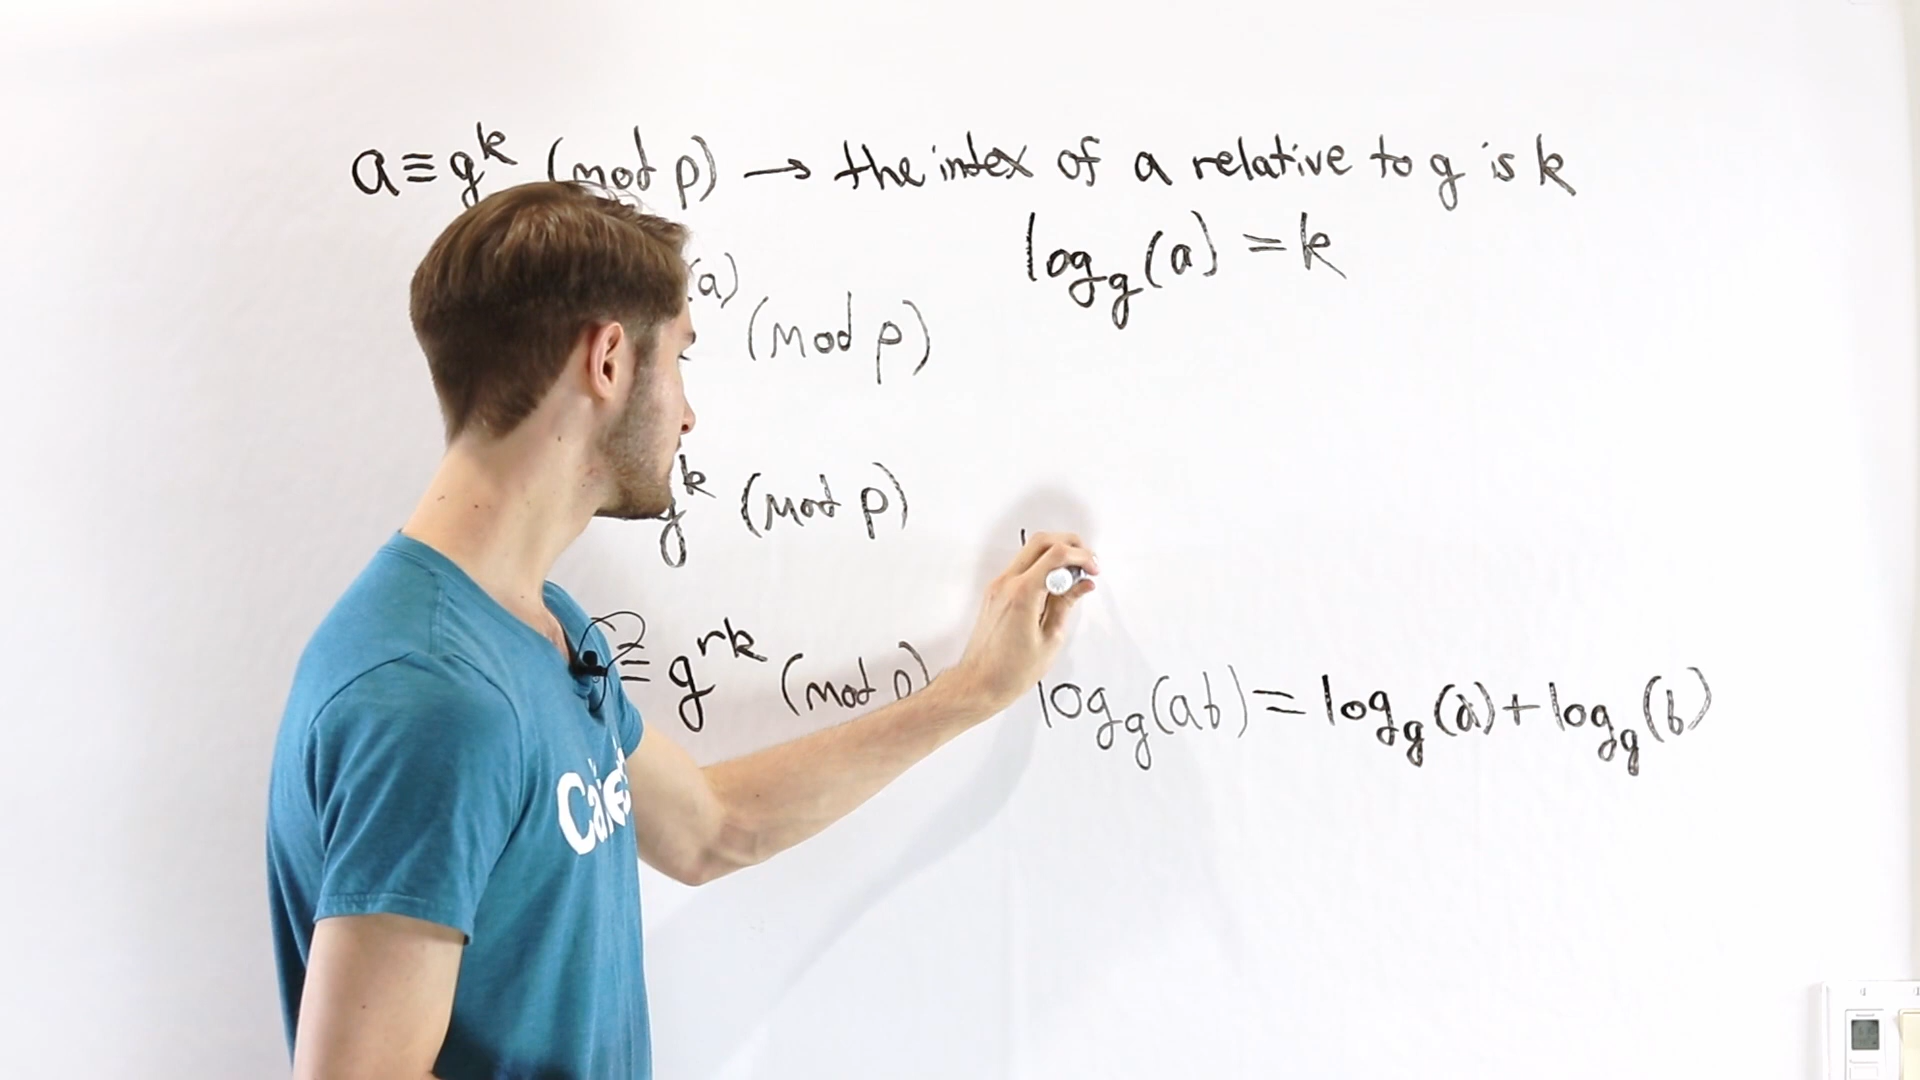 a ≡ g^k (mod p) → the index of a relative to g is k
log_g(a) = k
(a) (mod p)
g^k (mod p)
≡ g^rk (mod p)
log_g(ab) = log_g(a) + log_g(b)